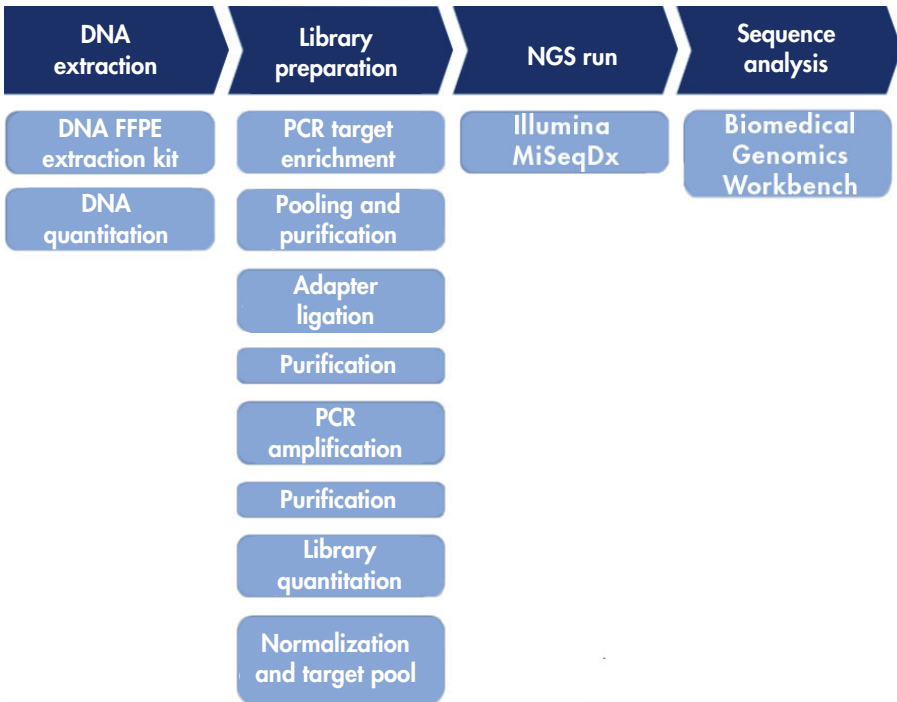 DNA
extraction
Library
preparation
NGS run
Sequence
analysis
DNA FFPE
extraction kit
DNA
quantitation
PCR target
enrichment
Pooling and
purification
Adapter
ligation
Purification
PCR
amplification
Purification
Library
quantitation
Normalization
and target pool
Illumina
MiSeqDx
Biomedical
Genomics
Workbench